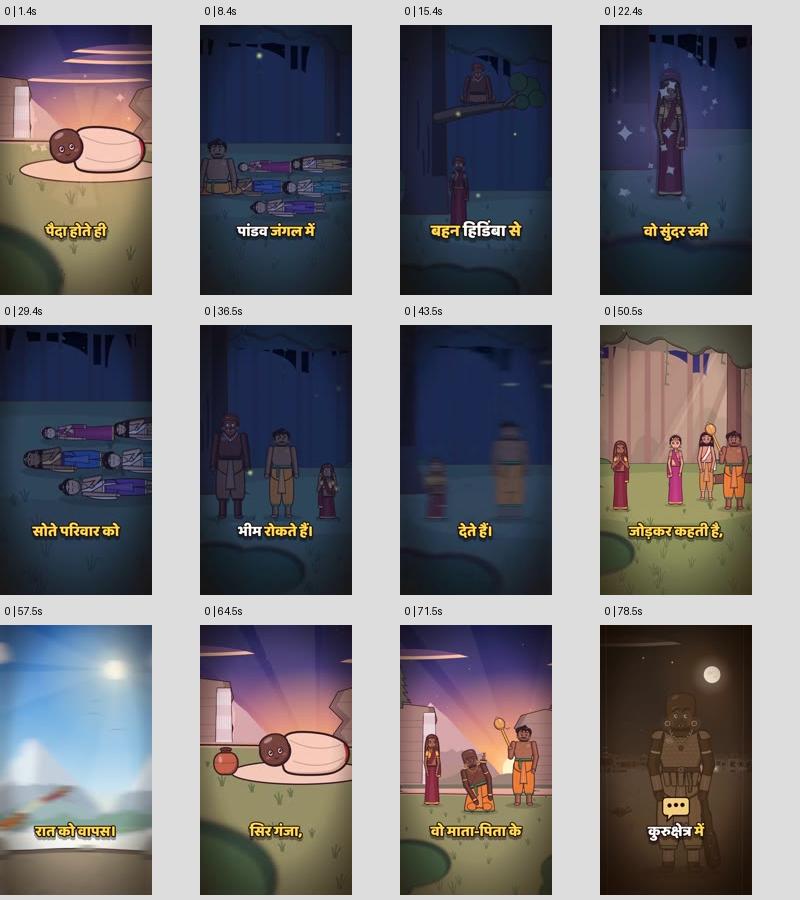 0 | 1.4s
0 | 8.4s
0 | 15.4s
0 | 22.4s
पैदा होते ही
पांडव जंगल में
बहन हिडिंबा से
वो सुंदर स्त्री
0 | 29.4s
0 | 36.5s
0 | 43.5s
0 | 50.5s
सोते परिवार को
भीम रोकते हैं।
देते हैं।
जोड़कर कहती है,
0 | 57.5s
0 | 64.5s
0 | 71.5s
0 | 78.5s
रात को वापस।
सिर गंजा,
वो माता-पिता के
कुरुक्षेत्र में